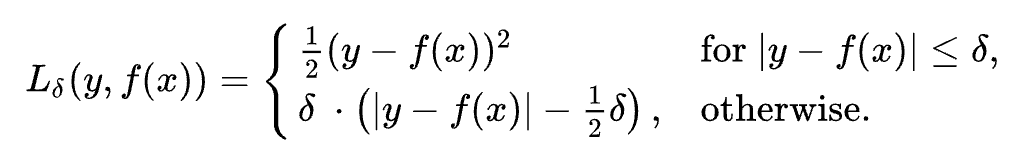 L_δ(y, f(x)) = { ½(y − f(x))² for |y − f(x)| ≤ δ,
δ · (|y − f(x)| − ½δ), otherwise.